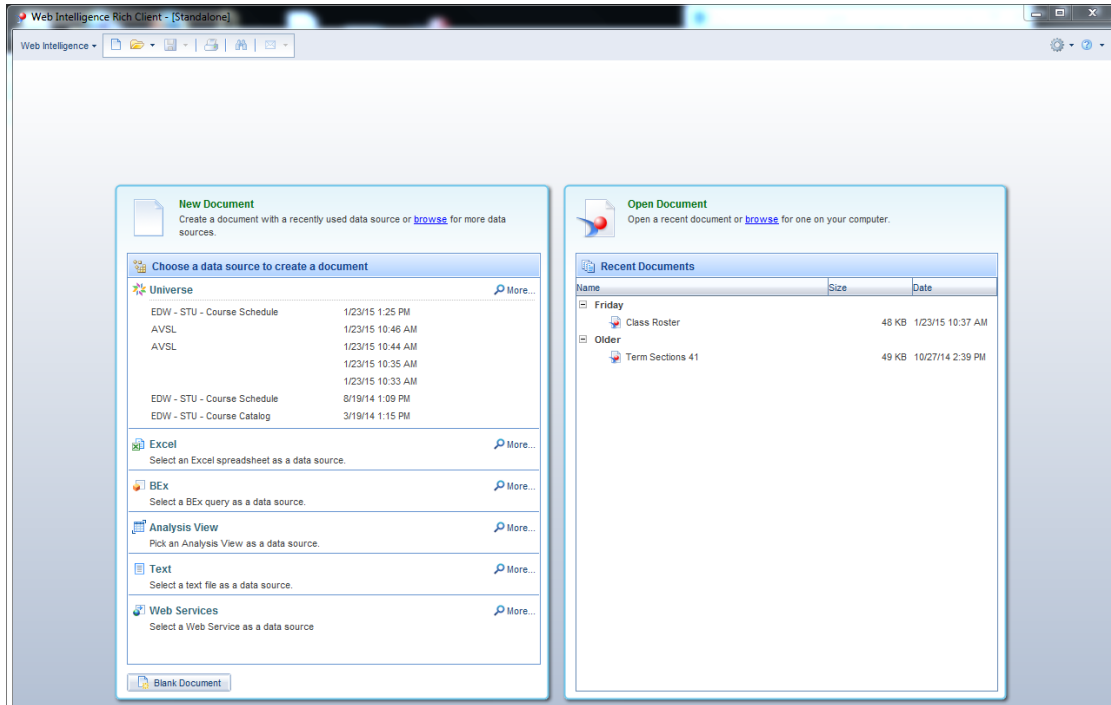 Web Intelligence Rich Client - [Standalone]
Web Intelligence
New Document
Create a document with a recently used data source or browse for more data
sources.
Choose a data source to create a document
Universe More...
EDW - STU - Course Schedule 1/23/15 1:25 PM
AVSL 1/23/15 10:46 AM
AVSL 1/23/15 10:44 AM
1/23/15 10:35 AM
1/23/15 10:33 AM
EDW - STU - Course Schedule 8/19/14 1:09 PM
EDW - STU - Course Catalog 3/19/14 1:15 PM
Excel More...
Select an Excel spreadsheet as a data source.
BEx More...
Select a BEx query as a data source.
Analysis View More...
Pick an Analysis View as a data source.
Text More...
Select a text file as a data source.
Web Services More...
Select a Web Service as a data source
Blank Document
Open Document
Open a recent document or browse for one on your computer.
Recent Documents
Name Size Date
Friday
Class Roster 48 KB 1/23/15 10:37 AM
Older
Term Sections 41 49 KB 10/27/14 2:39 PM